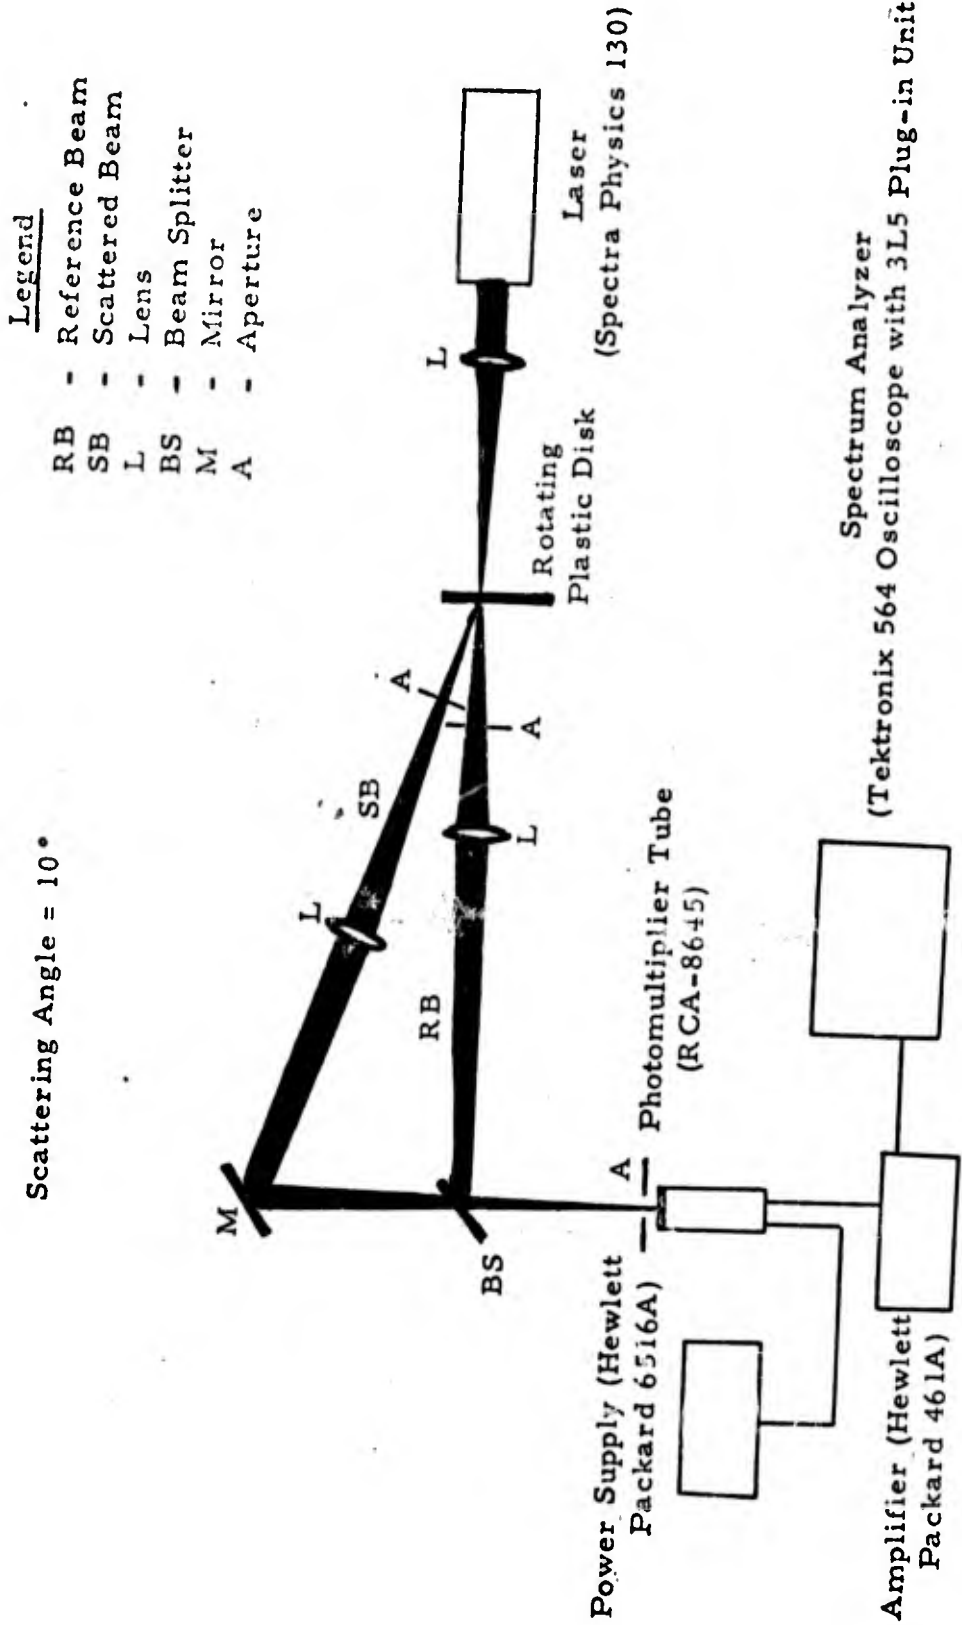 Scattering Angle = 10°
Legend
RB - Reference Beam
SB - Scattered Beam
L - Lens
BS - Beam Splitter
M - Mirror
A - Aperture
M
L
SB
A
L
Laser
(Spectra Physics 130)
Rotating
Plastic Disk
RB
L
A
BS
A
Photomultiplier Tube
(RCA-8645)
Power Supply (Hewlett
Packard 6516A)
Amplifier (Hewlett
Packard 461A)
Spectrum Analyzer
(Tektronix 564 Oscilloscope with 3L5 Plug-in Unit